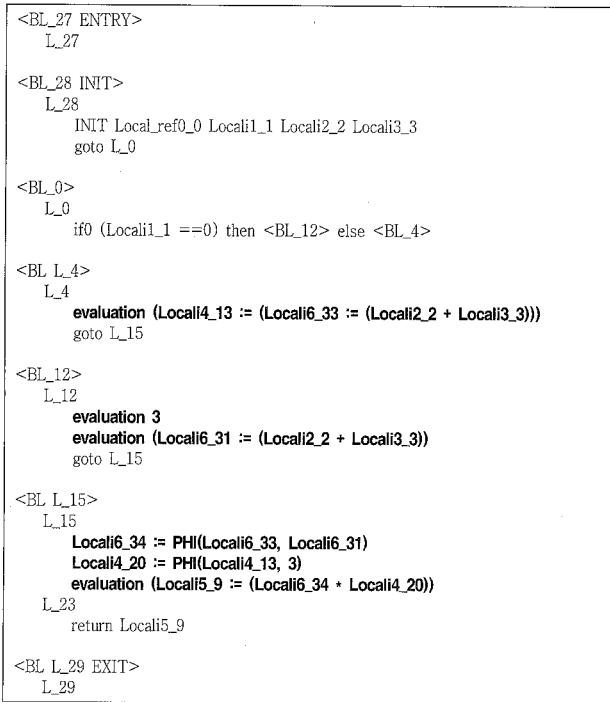 <BL_27 ENTRY>
L_27
<BL_28 INIT>
L_28
INIT Local_ref0_0 Locali1_1 Locali2_2 Locali3_3
goto L_0
<BL_0>
L_0
if0 (Locali1_1 ==0) then <BL_12> else <BL_4>
<BL L_4>
L_4
evaluation (Locali4_13 := (Locali6_33 := (Locali2_2 + Locali3_3)))
goto L_15
<BL_12>
L_12
evaluation 3
evaluation (Locali6_31 := (Locali2_2 + Locali3_3))
goto L_15
<BL L_15>
L_15
Locali6_34 := PHI(Locali6_33, Locali6_31)
Locali4_20 := PHI(Locali4_13, 3)
evaluation (Locali5_9 := (Locali6_34 * Locali4_20))
L_23
return Locali5_9
<BL L_29 EXIT>
L_29